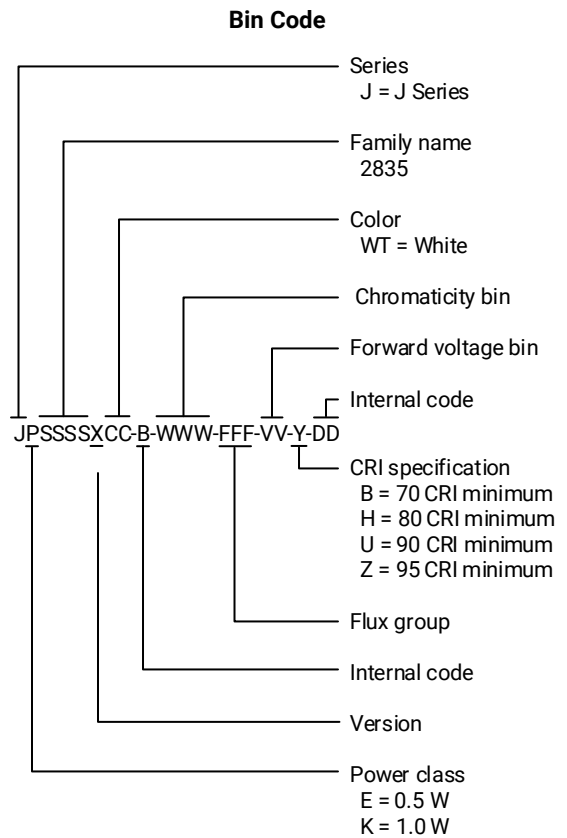 Bin Code
Series
J = J Series
Family name
2835
Color
WT = White
Chromaticity bin
Forward voltage bin
Internal code
JPSSSSXCC-B-WWW-FFF-VV-Y-DD
CRI specification
B = 70 CRI minimum
H = 80 CRI minimum
U = 90 CRI minimum
Z = 95 CRI minimum
Flux group
Internal code
Version
Power class
E = 0.5 W
K = 1.0 W